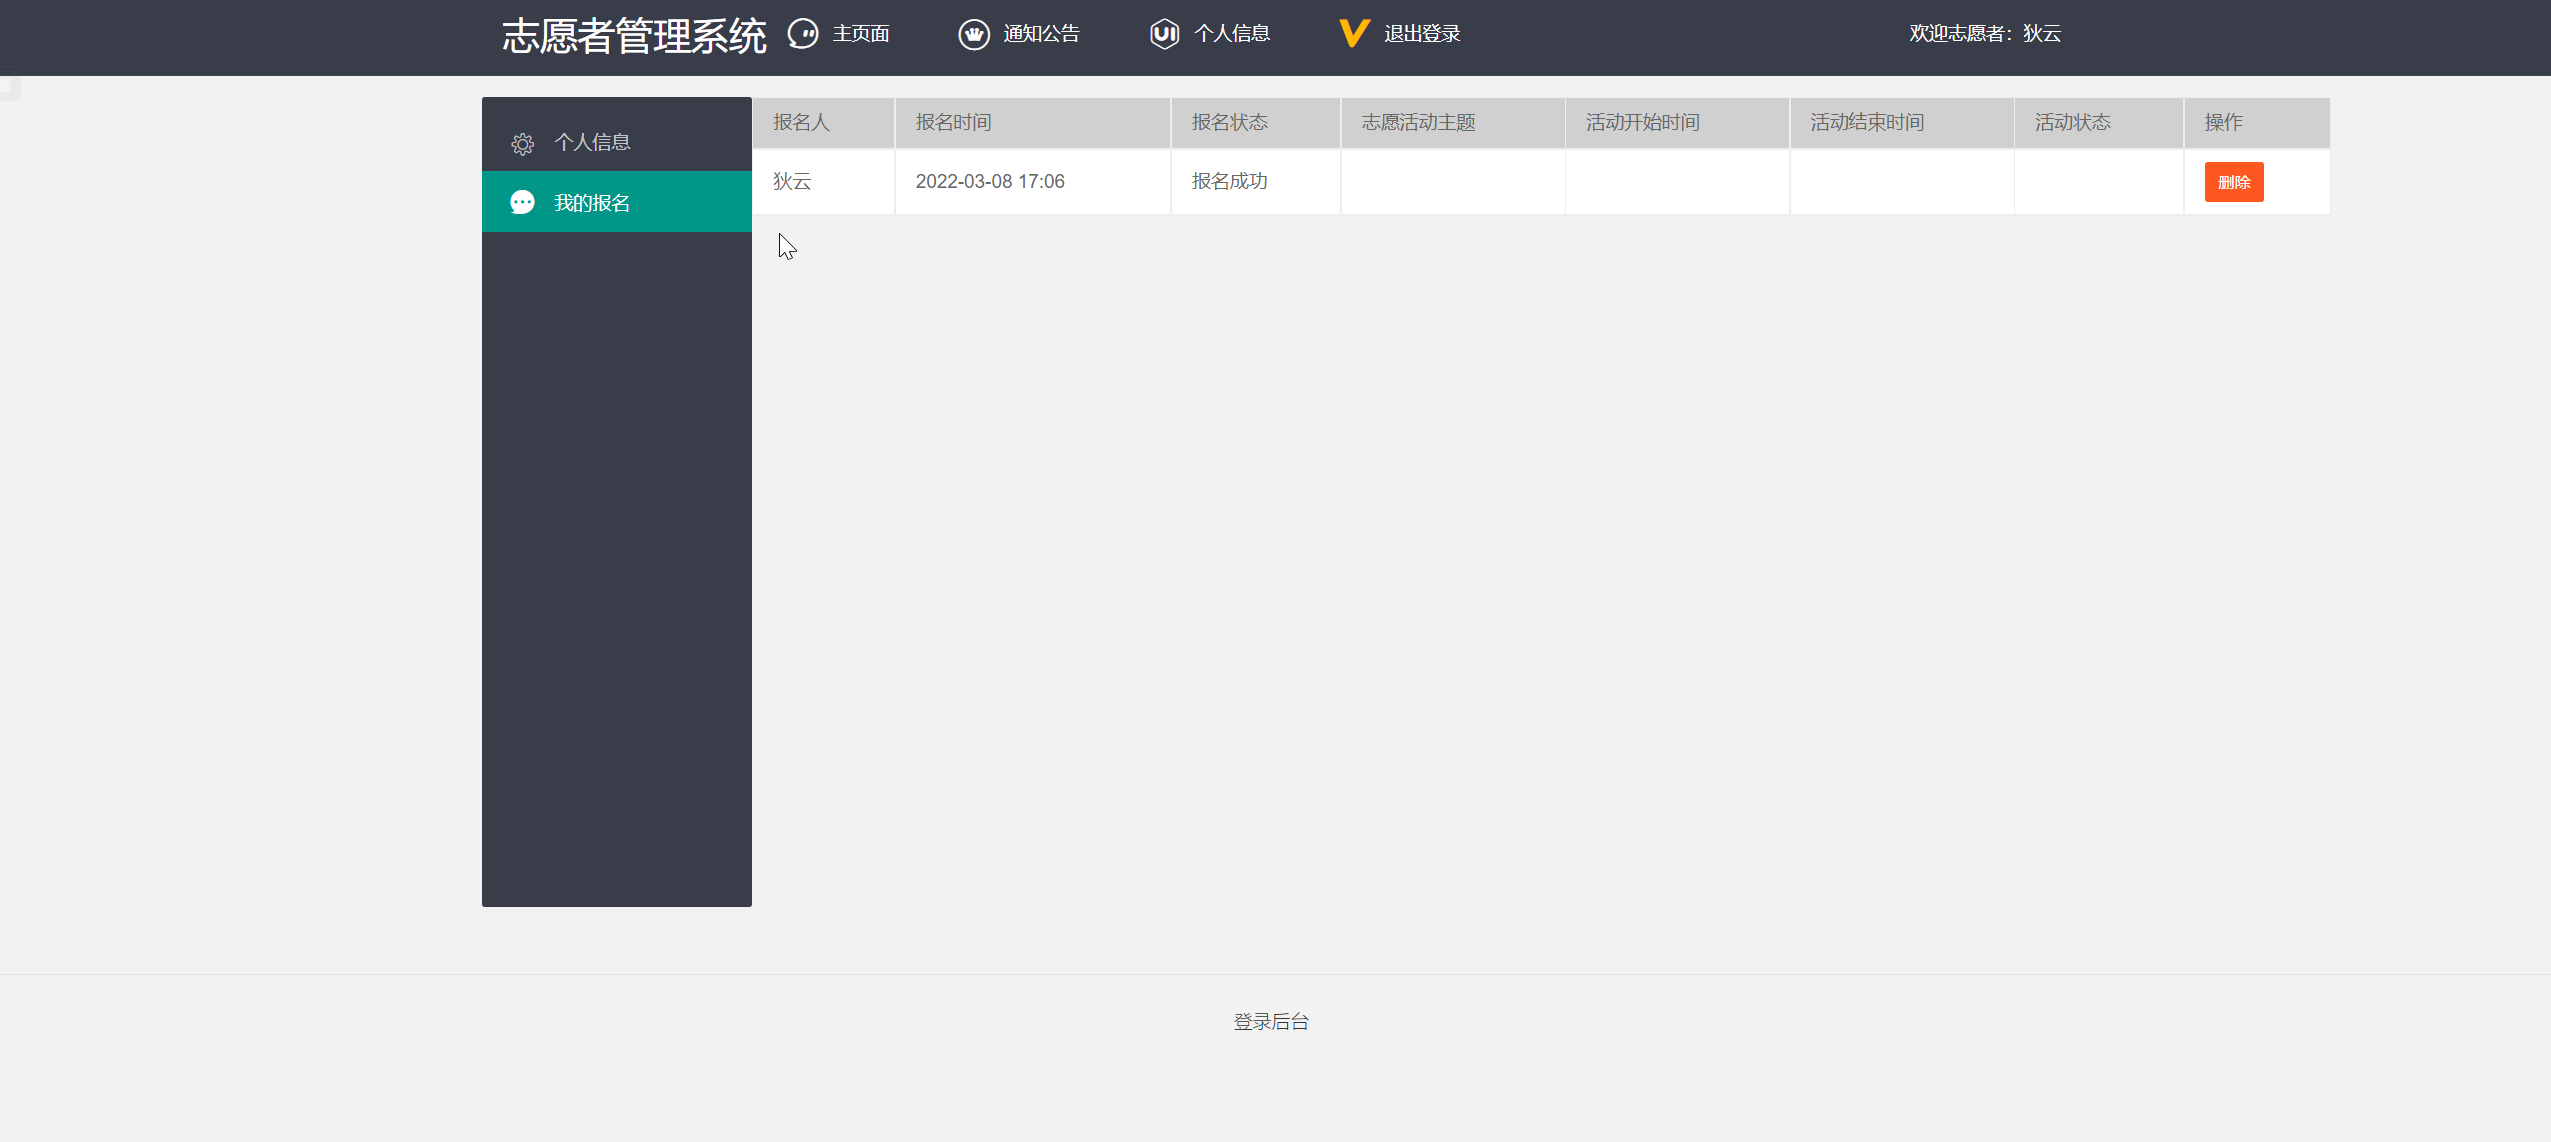 志愿者管理系统 主页面 通知公告 个人信息 退出登录 欢迎志愿者：狄云
个人信息
我的报名
报名人 报名时间 报名状态 志愿活动主题 活动开始时间 活动结束时间 活动状态 操作
狄云 2022-03-08 17:06 报名成功 删除
登录后台